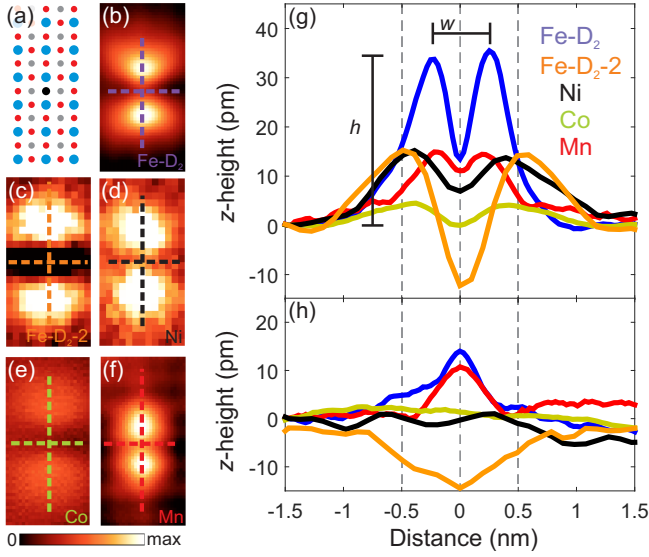 (a)
(b)
Fe-D₂
(c)
Fe-D₂-2
(d)
Ni
(e)
Co
(f)
Mn
0
max
(g)
w
h
Fe-D₂
Fe-D₂-2
Ni
Co
Mn
40
30
20
10
0
-10
z-height (pm)
(h)
20
10
0
-10
z-height (pm)
-1.5 -1 -0.5 0 0.5 1 1.5
Distance (nm)